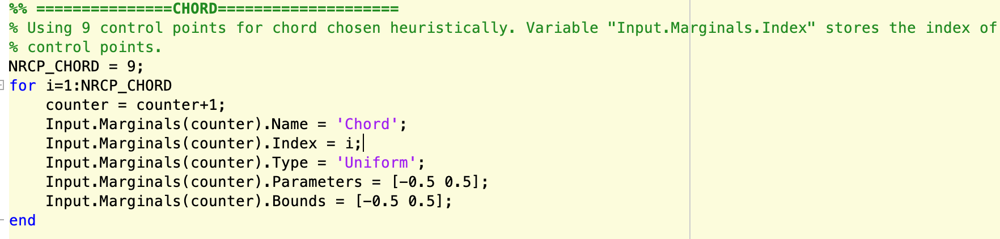 %% ===============CHORD====================
% Using 9 control points for chord chosen heuristically. Variable "Input.Marginals.Index" stores the index of
% control points.
NRCP_CHORD = 9;
for i=1:NRCP_CHORD
counter = counter+1;
Input.Marginals(counter).Name = 'Chord';
Input.Marginals(counter).Index = i;
Input.Marginals(counter).Type = 'Uniform';
Input.Marginals(counter).Parameters = [-0.5 0.5];
Input.Marginals(counter).Bounds = [-0.5 0.5];
end